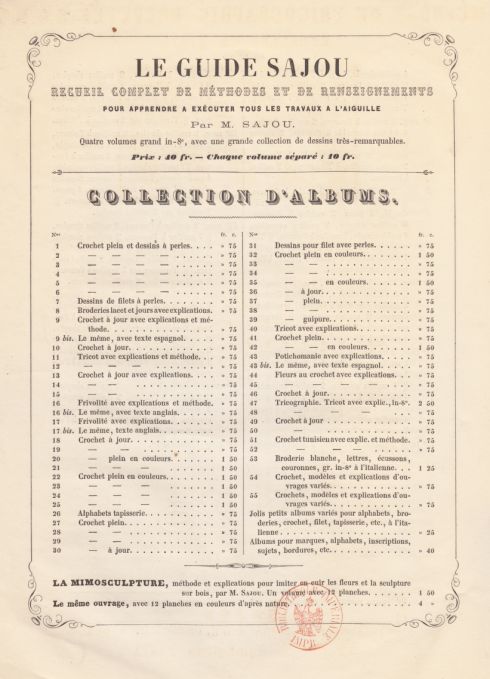 LE GUIDE SAJOU
RECUEIL COMPLET DE MÉTHODES ET DE RENSEIGNEMENTS
POUR APPRENDRE A EXÉCUTER TOUS LES TRAVAUX A L'AIGUILLE
Par M. SAJOU.
Quatre volumes grand in-8º, avec une grande collection de dessins très-remarquables.
Prix : 40 fr. — Chaque volume séparé : 10 fr.
COLLECTION D'ALBUMS.
Nos fr. c.
1 Crochet plein et dessins à perles. . . . » 75
2 — — — — . . . . » 75
3 — — — — . . . . » 75
4 — — — — . . . . » 75
5 — — — — . . . . » 75
6 — — — — . . . . » 75
7 Dessins de filets à perles. . . . . . . . » 75
8 Broderies lacet et jours avec explications. » 75
9 Crochet à jour avec explications et mé-
thode. . . . . . . . . . . . . . . » 75
9 bis. Le même, avec texte espagnol. . . . . » 75
10 Crochet à jour. . . . . . . . . . . . . » 75
11 Tricot avec explications et méthode. . . . » 75
12 — — . . . . . . . . » 75
13 Crochet à jour avec explications. . . . . » 75
14 — — . . . . . . . . » 75
15 — — . . . . . . . . » 75
16 Frivolité avec explications et méthode. . » 75
16 bis. Le même, avec texte anglais. . . . . . » 75
17 Frivolité avec explications. . . . . . . » 75
17 bis. Le même, texte anglais. . . . . . . . » 75
18 Crochet à jour. . . . . . . . . . . . . » 75
19 — — . . . . . . . . . . . . . » 75
20 — plein en couleurs. . . . . . . 1 50
21 — — — . . . . . . . 1 50
22 Crochet plein en couleurs. . . . . . . . 1 50
23 — — — . . . . . . . 1 50
24 — — — . . . . . . . 1 50
25 — — — . . . . . . . 1 50
26 Alphabets tapisserie. . . . . . . . . . » 75
27 Crochet plein. . . . . . . . . . . . . » 75
28 — — . . . . . . . . . . . . . » 75
29 — — . . . . . . . . . . . . . » 75
30 — à jour. . . . . . . . . . . . » 75
Nos fr. c.
31 Dessins pour filet avec perles. . . . . . » 75
32 Crochet plein en couleurs. . . . . . . . 1 50
33 — — . . . . . . . . . . . . » 75
34 — — . . . . . . . . . . . . » 75
35 — — en couleurs. . . . . . . 1 50
36 — à jour. . . . . . . . . . . . » 75
37 — plein. . . . . . . . . . . . » 75
38 — — . . . . . . . . . . . . » 75
39 — guipure. . . . . . . . . . . » 75
40 Tricot avec explications. . . . . . . . » 75
41 Crochet plein. . . . . . . . . . . . . » 75
42 — — en couleurs. . . . . . . 1 50
43 Potichomanie avec explications. . . . . » 75
43 bis. Le même, avec texte espagnol. . . . . » 75
44 Fleurs au crochet avec explications. . . » 75
45 — — — . . . » 75
46 Crochet à jour. . . . . . . . . . . . . » 75
47 Tricographie. Tricot avec explic., in-8º. 2 50
48 — — — . » 75
49 Crochet à jour . . . . . . . . . . . . » 75
50 — . . . . . . . . . . . . » 75
51 Crochet tunisien avec explic. et méthode. » 75
52 — — — . » 75
53 Broderie blanche, lettres, écussons,
couronnes, gr. in-8º à l'italienne. . . 1 25
54 Crochet, modèles et explications d'ou-
vrages variés. . . . . . . . . . . . » 75
55 Crochets, modèles et explications d'ou-
vrages variés. . . . . . . . . . . . » 75
Jolis petits albums variés pour alphabets, bro-
deries, crochet, filet, tapisserie, etc., à l'ita-
lienne . . . . . . . . . . . . . . . » 25
Albums pour marques, alphabets, inscriptions,
sujets, bordures, etc. . . . . . . . . . » 40
LA MIMOSCULPTURE, méthode et explications pour imiter en cuir les fleurs et la sculpture
sur bois, par M. SAJOU. Un volume avec 12 planches. . . . . . . . 1 50
Le même ouvrage, avec 12 planches en couleurs d'après nature. . . . . . . . . 4 »